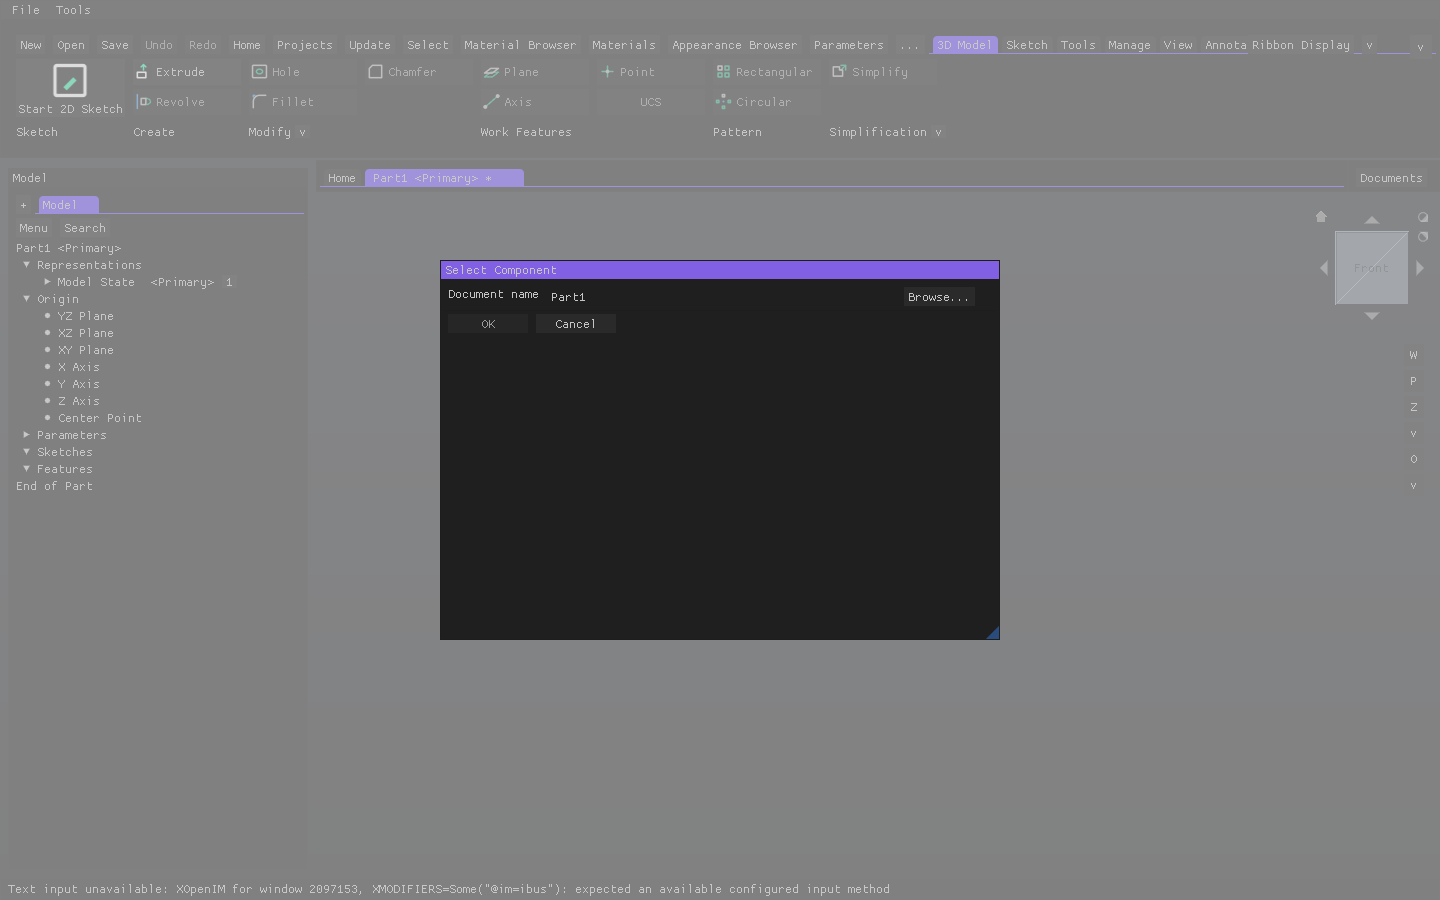 File Tools
New Open Save Undo Redo Home Projects Update Select Material Browser Materials Appearance Browser Parameters ... 3D Model Sketch Tools Manage View Annota Ribbon Display v v
Extrude Hole Chamfer Plane Point Rectangular Simplify
Revolve Fillet Axis UCS Circular
Start 2D Sketch
Sketch Create Modify v Work Features Pattern Simplification v
Model
Home Part1 <Primary> + Documents
+ Model
Menu Search
Part1 <Primary>
Representations
Model State <Primary> 1
Origin
YZ Plane
XZ Plane
XY Plane
X Axis
Y Axis
Z Axis
Center Point
Parameters
Sketches
Features
End of Part
Select Component
Document name Part1 Browse...
OK Cancel
Front
W
P
Z
v
O
v
Text input unavailable: XOpenIM for window 2097153, XMODIFIERS=Some("@im=ibus"): expected an available configured input method